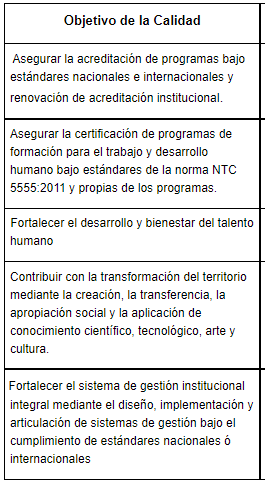 Objetivo de la Calidad
Asegurar la acreditación de programas bajo
estándares nacionales e internacionales y
renovación de acreditación institucional.
Asegurar la certificación de programas de
formación para el trabajo y desarrollo
humano bajo estándares de la norma NTC
5555:2011 y propias de los programas.
Fortalecer el desarrollo y bienestar del talento
humano
Contribuir con la transformación del territorio
mediante la creación, la transferencia, la
apropiación social y la aplicación de
conocimiento científico, tecnológico, arte y
cultura.
Fortalecer el sistema de gestión institucional
integral mediante el diseño, implementación y
articulación de sistemas de gestión bajo el
cumplimiento de estándares nacionales ó
internacionales